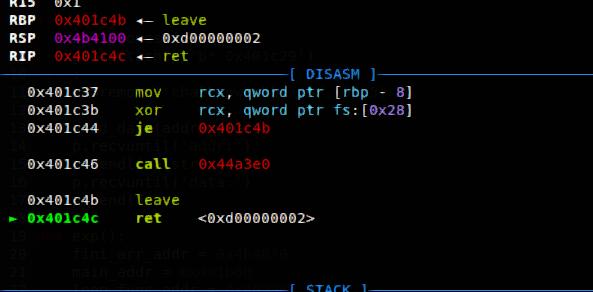 R15 0x1
RBP 0x401c4b ◂— leave
RSP 0x4b4100 ◂— 0xd00000002
RIP 0x401c4c ◂— ret
[ DISASM ]
0x401c37 mov rcx, qword ptr [rbp - 8]
0x401c3b xor rcx, qword ptr fs:[0x28]
0x401c44 je 0x401c4b
0x401c46 call 0x44a3e0
0x401c4b leave
► 0x401c4c ret <0xd00000002>
[ STACK ]